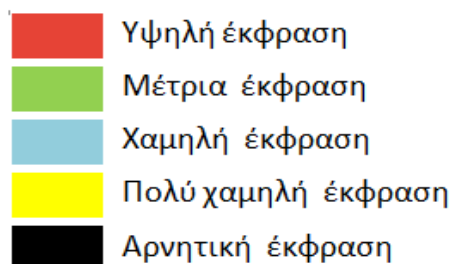 Υψηλή έκφραση
Μέτρια έκφραση
Χαμηλή έκφραση
Πολύ χαμηλή έκφραση
Αρνητική έκφραση